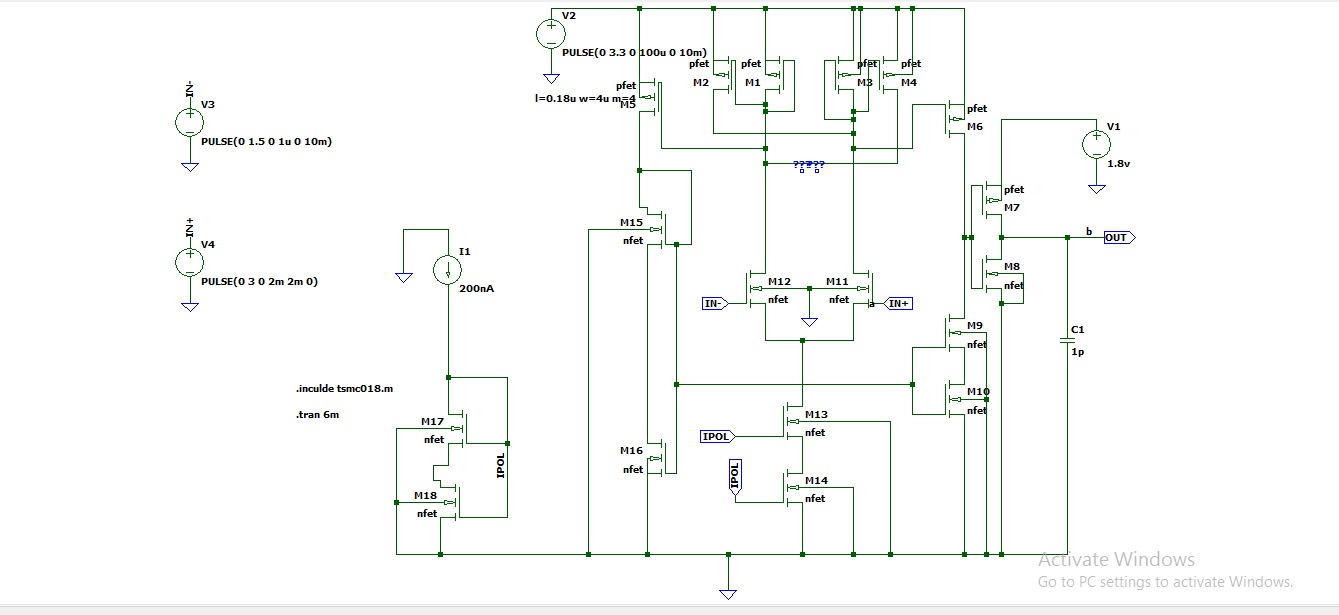 V2
PULSE(0 3.3 0 100u 0 10m)
pfet
M2
pfet
M1
pfet
M3
pfet
M4
pfet
l=0.18u w=4u m=4
M5
IN-
V3
PULSE(0 1.5 0 1u 0 10m)
pfet
M6
V1
1.8v
??????
pfet
M7
IN+
V4
PULSE(0 3 0 2m 2m 0)
M15
nfet
b
OUT
I1
200nA
M12
nfet
M11
nfet
IN-
a
IN+
M8
nfet
M9
nfet
C1
1p
.inculde tsmc018.m
.tran 6m
M10
nfet
M17
nfet
IPOL
M13
nfet
IPOL
M16
nfet
IPOL
M14
nfet
M18
nfet
Activate Windows
Go to PC settings to activate Windows.